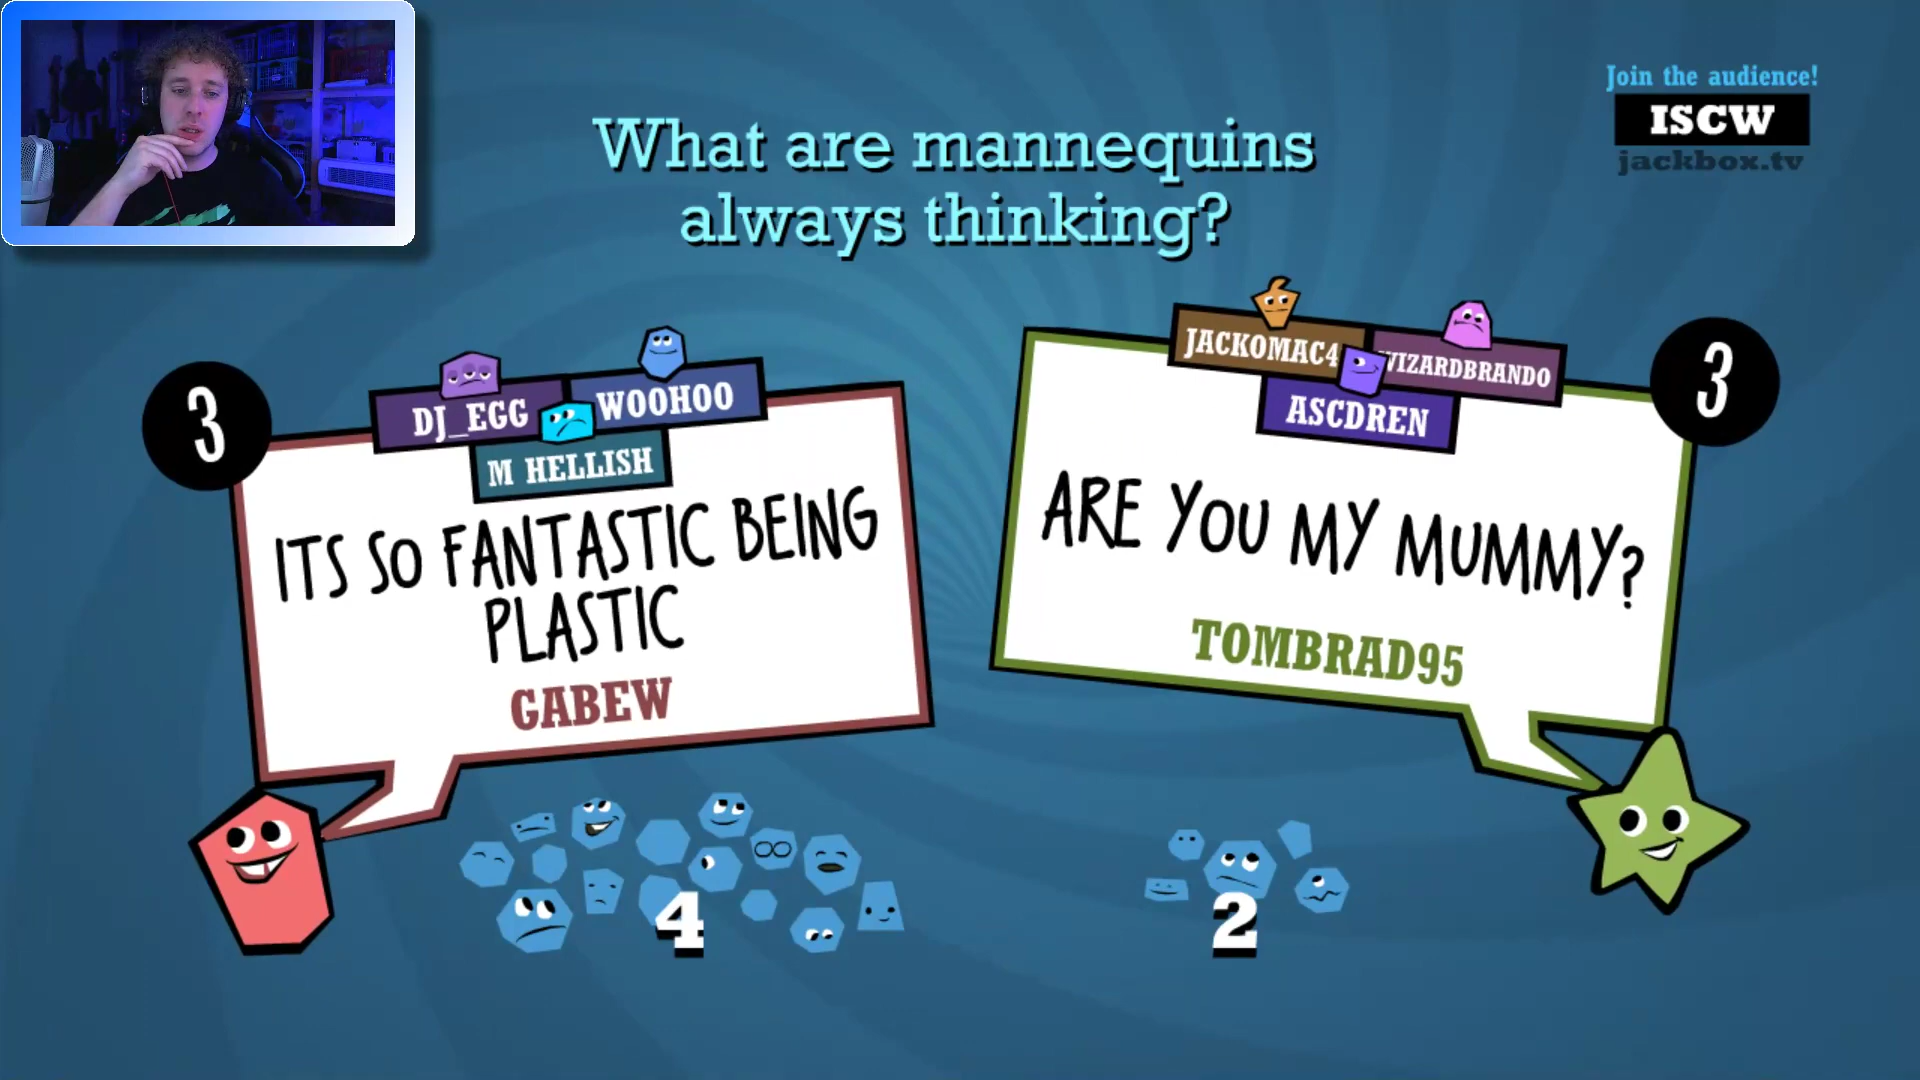 Join the audience!
ISCW
jackbox.tv
What are mannequins
always thinking?
3
DJ_EGG
WOOHOO
M HELLISH
ITS SO FANTASTIC BEING
PLASTIC
GABEW
4
JACKOMAC4
WIZARDBRANDO
ASCDREN
3
ARE YOU MY MUMMY?
TOMBRAD95
2